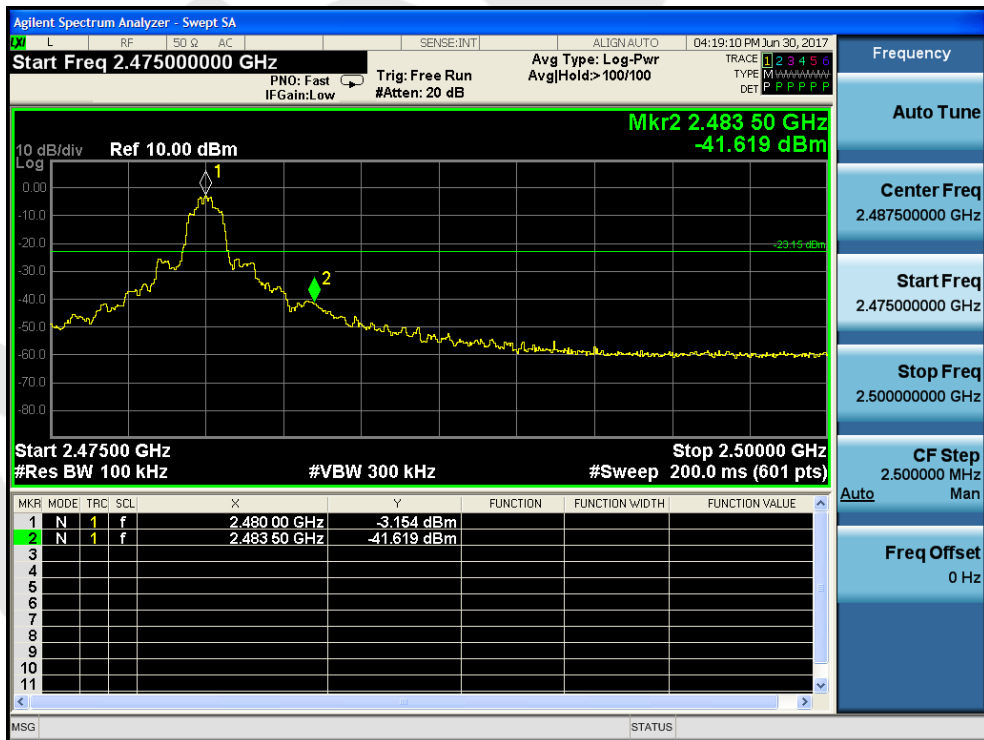 Agilent Spectrum Analyzer - Swept SA
LXI L RF 50 Ω AC SENSE:INT ALIGN AUTO 04:19:10 PM Jun 30, 2017
Start Freq 2.475000000 GHz
PNO: Fast
IFGain:Low
Trig: Free Run
#Atten: 20 dB
Avg Type: Log-Pwr
Avg|Hold:>100/100
TRACE 1 2 3 4 5 6
TYPE M WWWWW
DET P P P P P P
Mkr2 2.483 50 GHz
-41.619 dBm
10 dB/div Ref 10.00 dBm
Log
0.00
-10.0
-20.0
-30.0
-40.0
-50.0
-60.0
-70.0
-80.0
1
2
-23.15 dBm
Start 2.47500 GHz Stop 2.50000 GHz
#Res BW 100 kHz #VBW 300 kHz #Sweep 200.0 ms (601 pts)
MKR MODE TRC SCL X Y FUNCTION FUNCTION WIDTH FUNCTION VALUE
1 N 1 f 2.480 00 GHz -3.154 dBm
2 N 1 f 2.483 50 GHz -41.619 dBm
3
4
5
6
7
8
9
10
11
MSG STATUS
Frequency
Auto Tune
Center Freq
2.487500000 GHz
Start Freq
2.475000000 GHz
Stop Freq
2.500000000 GHz
CF Step
2.500000 MHz
Auto Man
Freq Offset
0 Hz